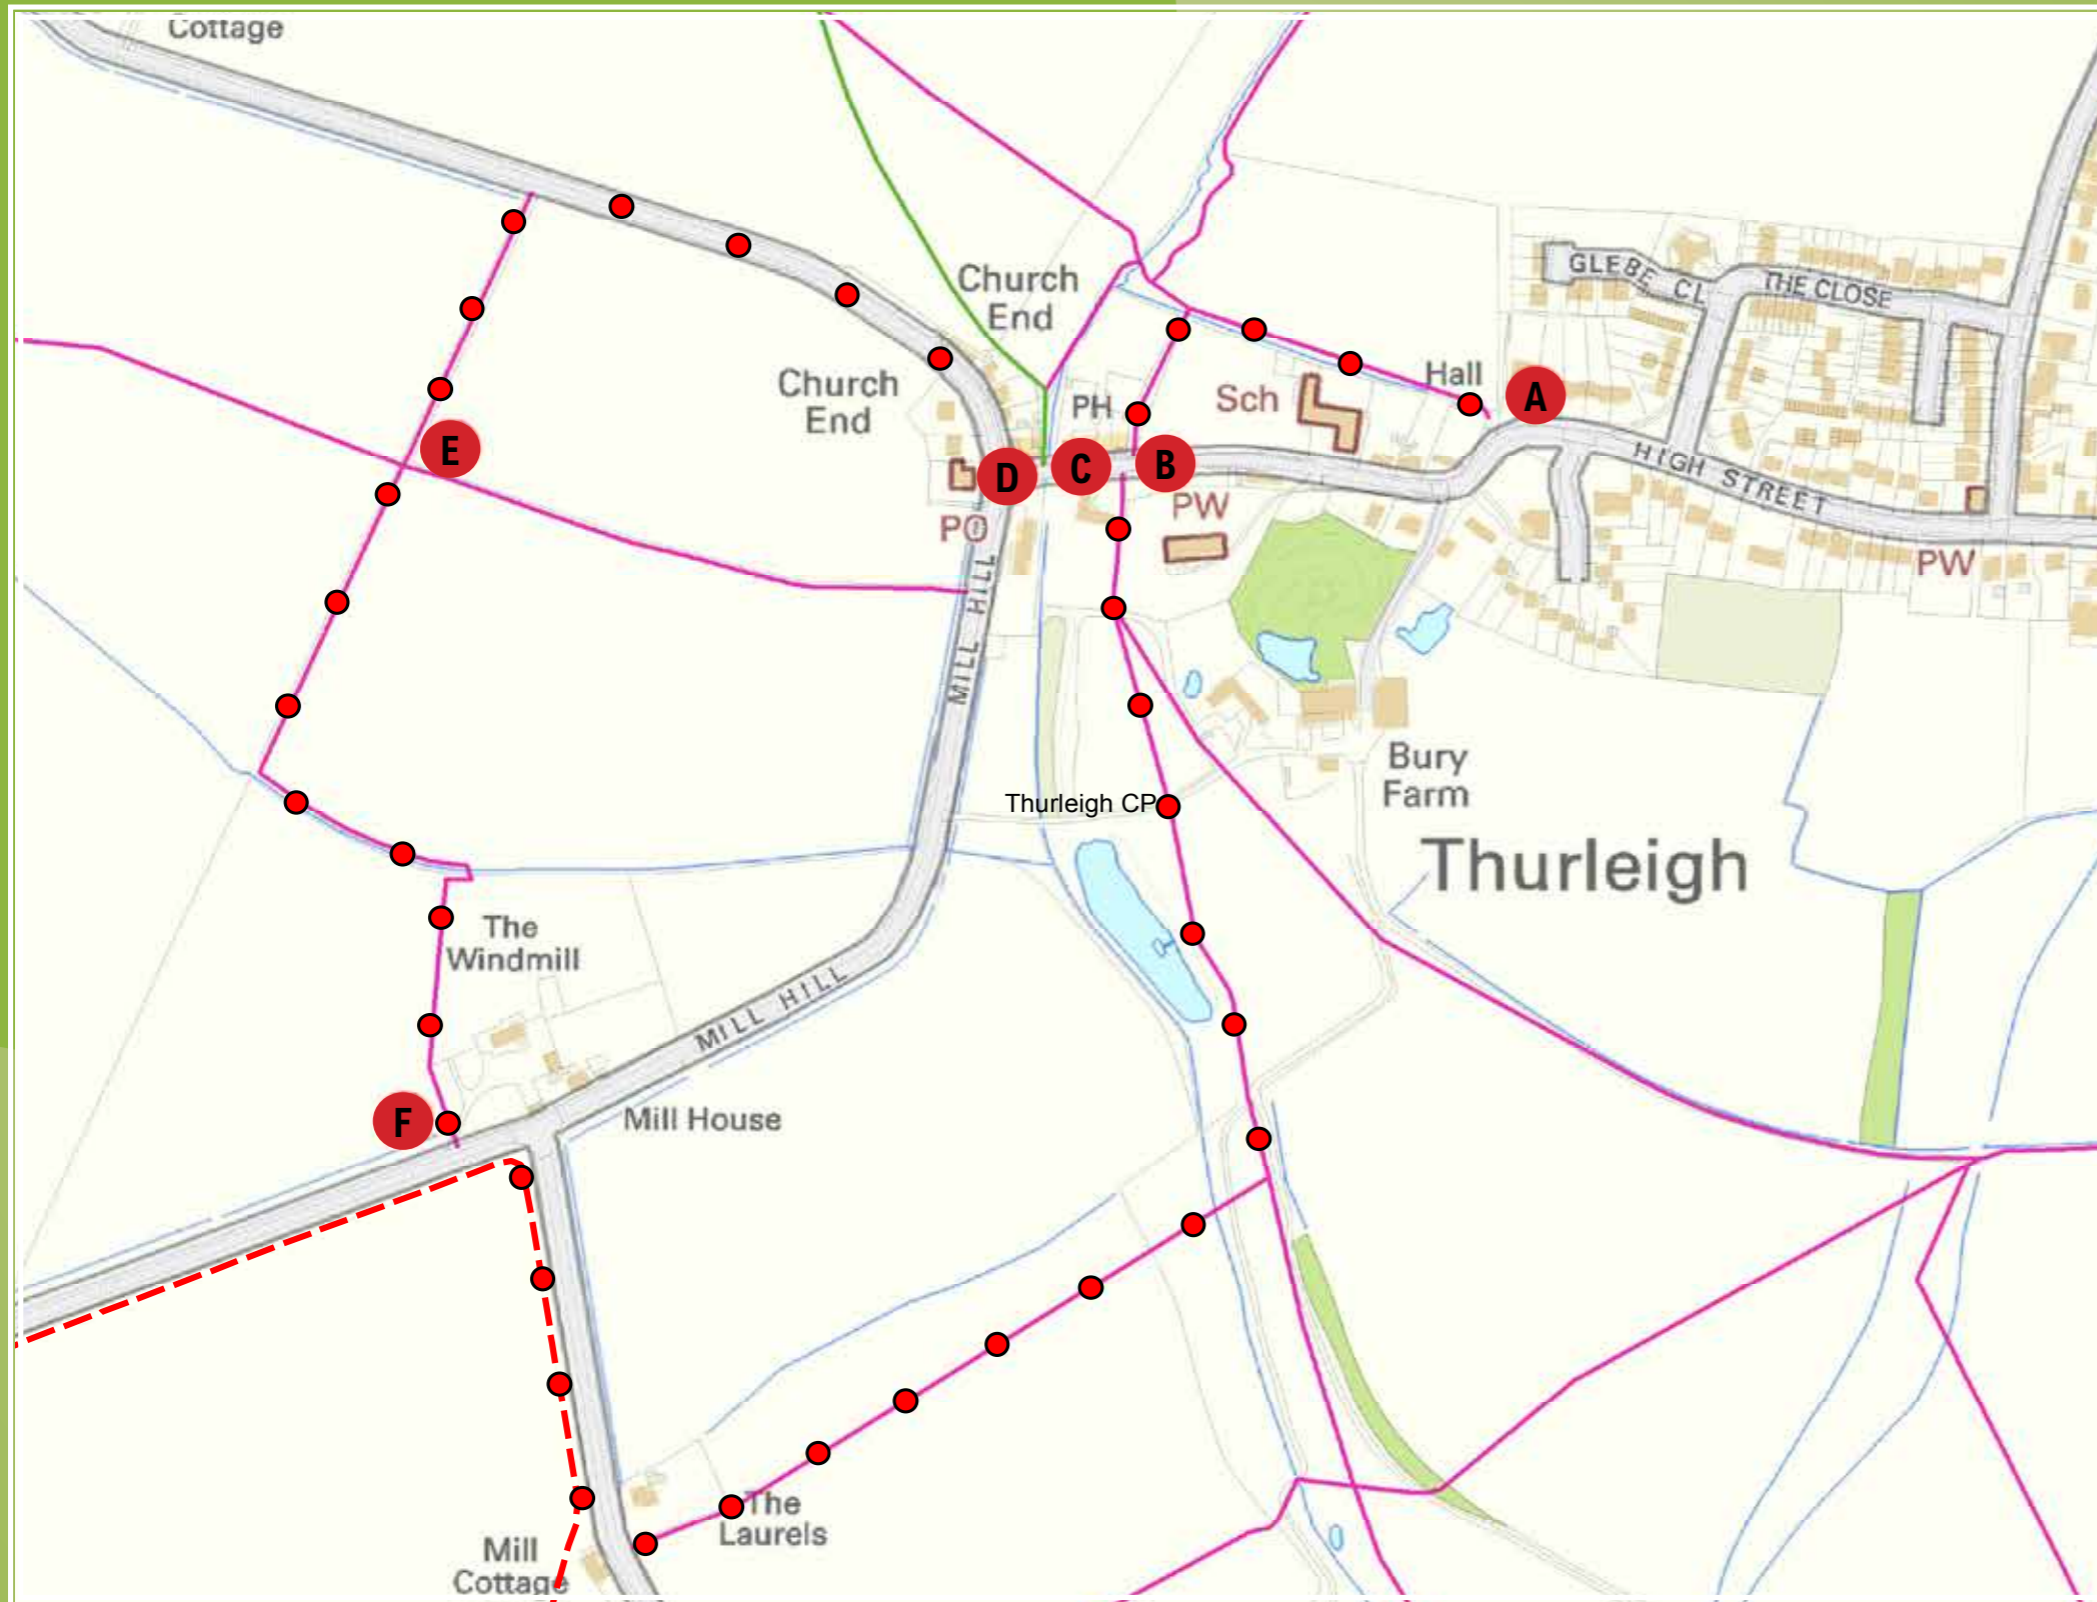 Cottage
Church
End
GLEBE CL
THE CLOSE
Church
End
PH
Sch
Hall
A
E
D
C
B
HIGH STREET
PO
PW
PW
MILL HILL
Bury
Farm
Thurleigh CP
Thurleigh
The
Windmill
MILL HILL
F
Mill House
The
Laurels
Mill
Cottage